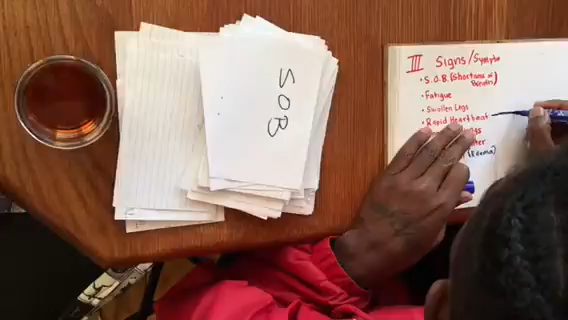 SOB
III Signs/Symptoms
• S.O.B (Shortness of
Breath)
• Fatigue
• Swollen Legs
• Rapid Heartbeat
(Edema)